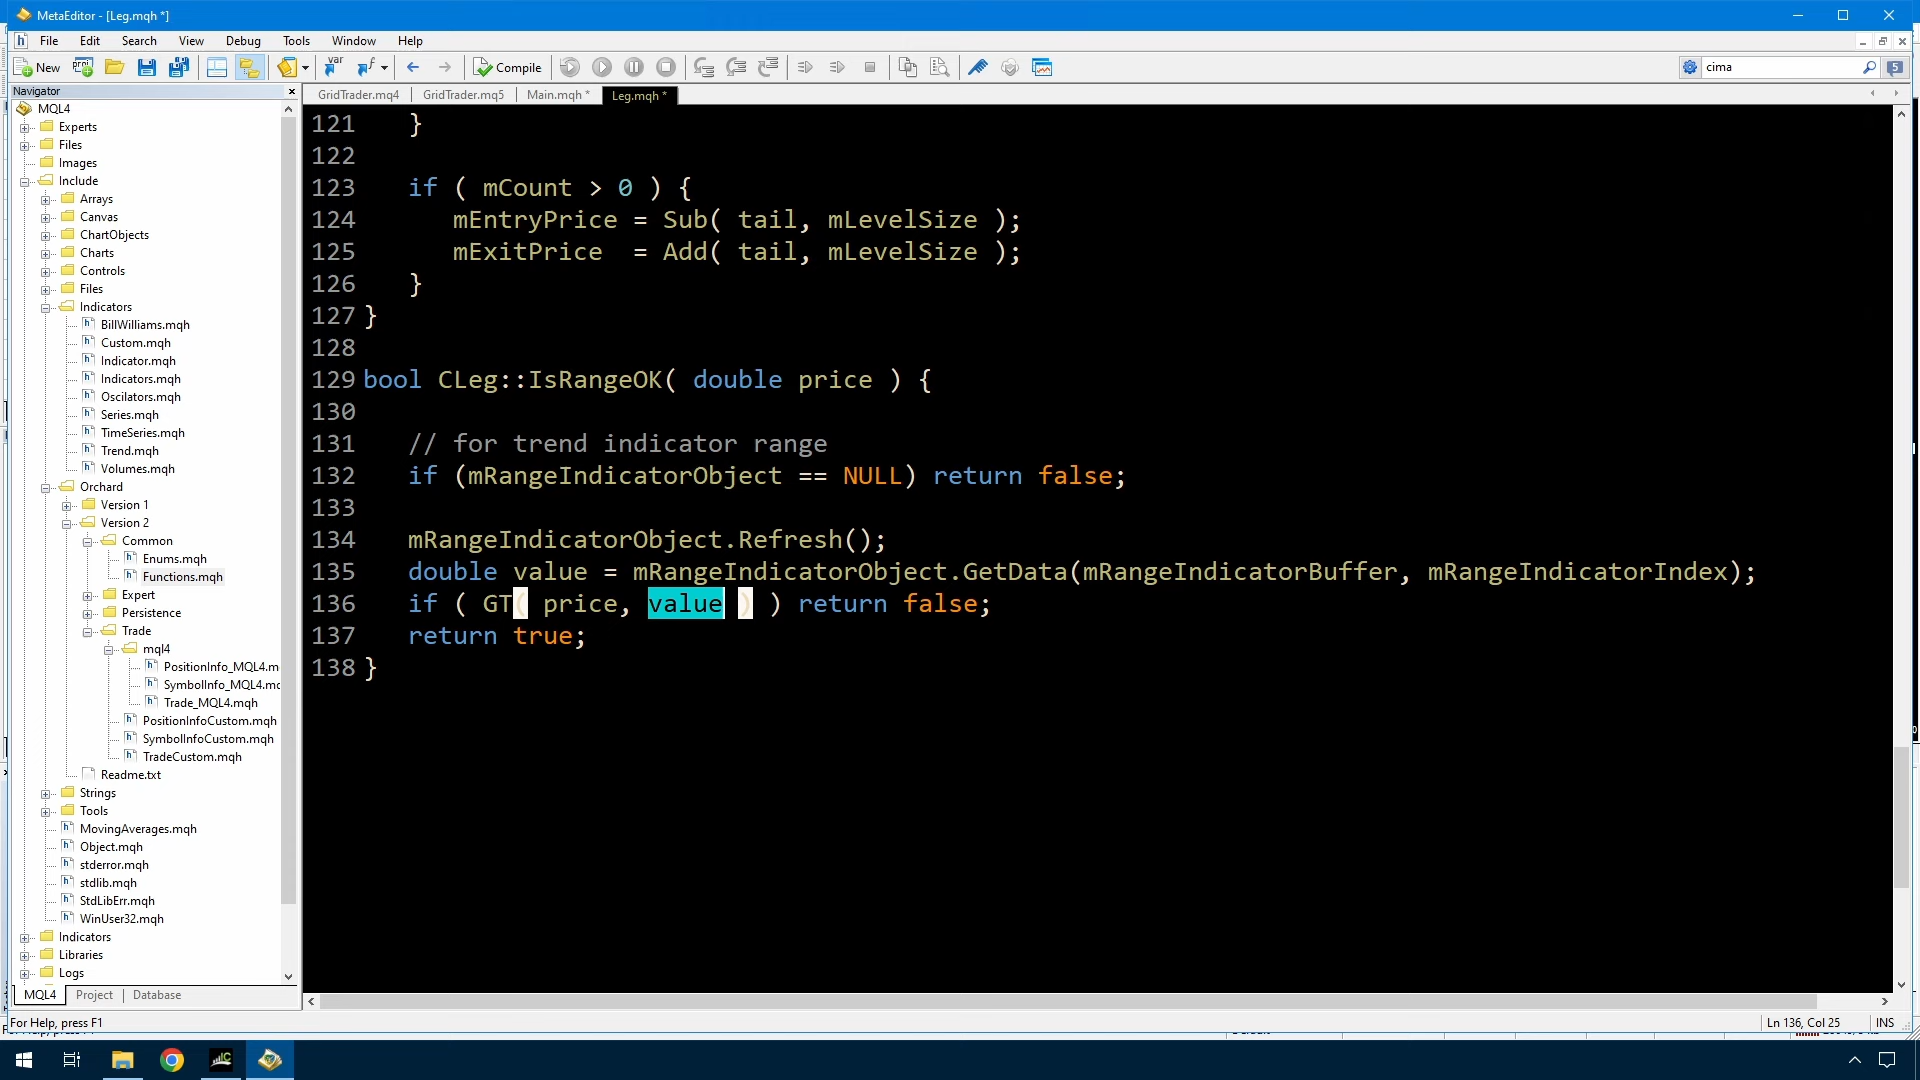 MetaEditor - [Leg.mqh *]
File Edit Search View Debug Tools Window Help
New Compile cima 5
Navigator
GridTrader.mq4 GridTrader.mq5 Main.mqh * Leg.mqh *
MQL4
Experts
Files
Images
Include
Arrays
Canvas
ChartObjects
Charts
Controls
Files
Indicators
BillWilliams.mqh
Custom.mqh
Indicator.mqh
Indicators.mqh
Oscilators.mqh
Series.mqh
TimeSeries.mqh
Trend.mqh
Volumes.mqh
Orchard
Version 1
Version 2
Common
Enums.mqh
Functions.mqh
Expert
Persistence
Trade
mql4
PositionInfo_MQL4.m
SymbolInfo_MQL4.mq
Trade_MQL4.mqh
PositionInfoCustom.mqh
SymbolInfoCustom.mqh
TradeCustom.mqh
Readme.txt
Strings
Tools
MovingAverages.mqh
Object.mqh
stderror.mqh
stdlib.mqh
StdLibErr.mqh
WinUser32.mqh
Indicators
Libraries
Logs
MQL4 Project Database
121 }
122
123 if ( mCount > 0 ) {
124 mEntryPrice = Sub( tail, mLevelSize );
125 mExitPrice = Add( tail, mLevelSize );
126 }
127 }
128
129 bool CLeg::IsRangeOK( double price ) {
130
131 // for trend indicator range
132 if (mRangeIndicatorObject == NULL) return false;
133
134 mRangeIndicatorObject.Refresh();
135 double value = mRangeIndicatorObject.GetData(mRangeIndicatorBuffer, mRangeIndicatorIndex);
136 if ( GT( price, value ) ) return false;
137 return true;
138 }
For Help, press F1 Ln 136, Col 25 INS